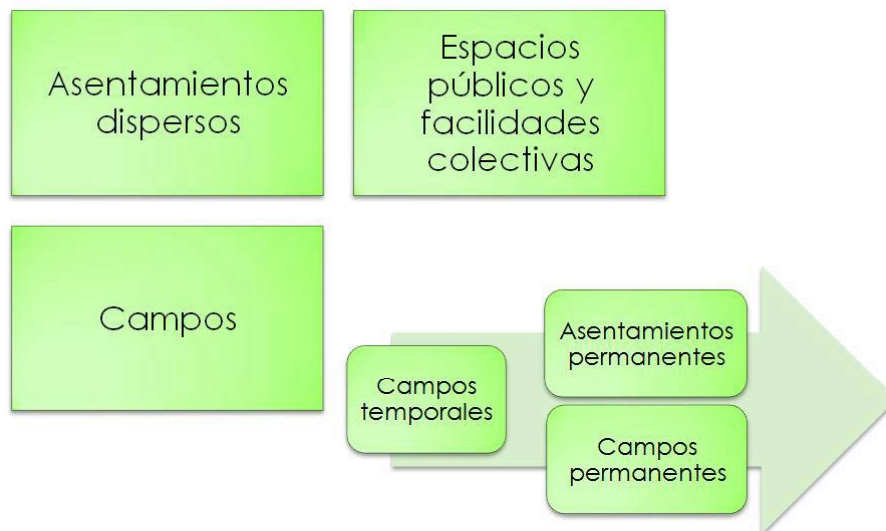 Asentamientos
dispersos
Espacios
públicos y
facilidades
colectivas
Campos
Campos
temporales
Asentamientos
permanentes
Campos
permanentes